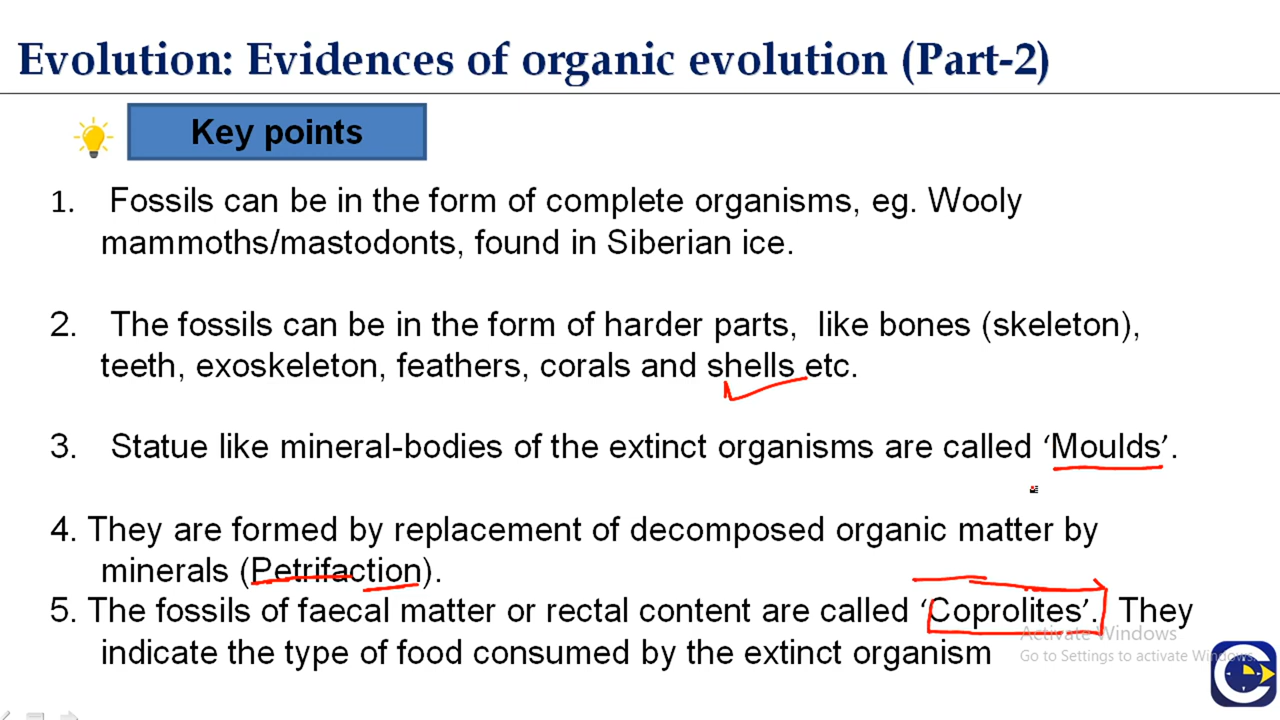 Evolution: Evidences of organic evolution (Part-2)
Key points
1. Fossils can be in the form of complete organisms, eg. Wooly
mammoths/mastodonts, found in Siberian ice.
2. The fossils can be in the form of harder parts, like bones (skeleton),
teeth, exoskeleton, feathers, corals and shells etc.
3. Statue like mineral-bodies of the extinct organisms are called ‘Moulds’.
4. They are formed by replacement of decomposed organic matter by
minerals (Petrifaction).
5. The fossils of faecal matter or rectal content are called ‘Coprolites’. They
indicate the type of food consumed by the extinct organism
Activate Windows
Go to Settings to activate Windows.